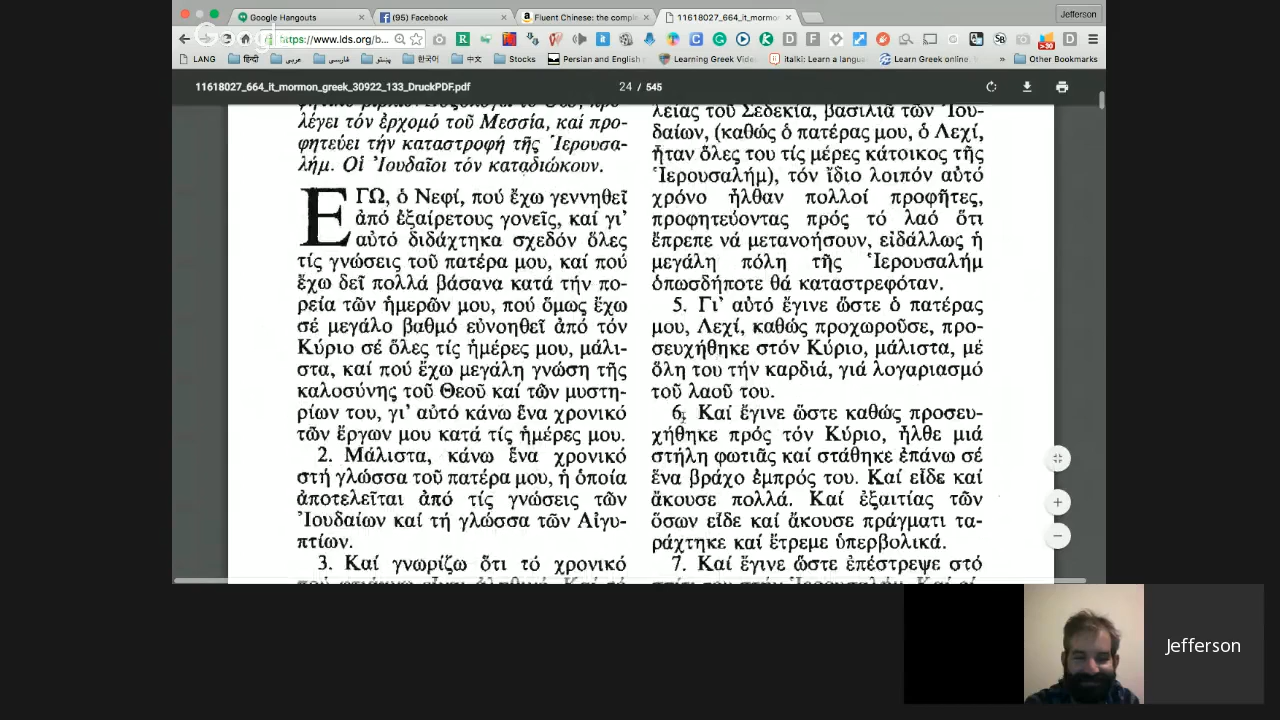 Google Hangouts
(95) Facebook
Fluent Chinese: the compl
11618027_664_it_mormo
Jefferson
https://www.lds.org/b...
LANG हिन्दी عربي فارسی پښتو 한국어 中文 Stocks Persian and English Learning Greek Vide italki: Learn a langua Learn Greek online » Other Bookmarks
11618027_664_it_mormon_greek_30922_133_DruckPDF.pdf
24 / 545
λέγει τόν ἐρχομό τοῦ Μεσσία, καί προ-
φητεύει τήν καταστροφή τῆς Ἱερουσα-
λήμ. Οἱ Ἰουδαῖοι τόν καταδιώκουν.
ΕΓΩ, ὁ Νεφί, πού ἔχω γεννηθεῖ
ἀπό ἐξαίρετους γονεῖς, καί γι'
αὐτό διδάχτηκα σχεδόν ὅλες
τίς γνώσεις τοῦ πατέρα μου, καί πού
ἔχω δεῖ πολλά βάσανα κατά τήν πο-
ρεία τῶν ἡμερῶν μου, πού ὅμως ἔχω
σέ μεγάλο βαθμό εὐνοηθεῖ ἀπό τόν
Κύριο σέ ὅλες τίς ἡμέρες μου, μάλι-
στα, καί πού ἔχω μεγάλη γνώση τῆς
καλοσύνης τοῦ Θεοῦ καί τῶν μυστη-
ρίων του, γι' αὐτό κάνω ἕνα χρονικό
τῶν ἔργων μου κατά τίς ἡμέρες μου.
2. Μάλιστα, κάνω ἕνα χρονικό
στή γλώσσα τοῦ πατέρα μου, ἡ ὁποία
ἀποτελεῖται ἀπό τίς γνώσεις τῶν
Ἰουδαίων καί τή γλώσσα τῶν Αἰγυ-
πτίων.
3. Καί γνωρίζω ὅτι τό χρονικό
λείας τοῦ Σεδεκία, βασιλιᾶ τῶν Ἰου-
δαίων, (καθώς ὁ πατέρας μου, ὁ Λεχί,
ἦταν ὅλες του τίς μέρες κάτοικος τῆς
Ἱερουσαλήμ), τόν ἴδιο λοιπόν αὐτό
χρόνο ἦλθαν πολλοί προφῆτες,
προφητεύοντας πρός τό λαό ὅτι
ἔπρεπε νά μετανοήσουν, εἰδάλλως ἡ
μεγάλη πόλη τῆς Ἱερουσαλήμ
ὁπωσδήποτε θά καταστρεφόταν.
5. Γι' αὐτό ἔγινε ὥστε ὁ πατέρας
μου, Λεχί, καθώς προχωροῦσε, προ-
σευχήθηκε στόν Κύριο, μάλιστα, μέ
ὅλη του τήν καρδιά, γιά λογαριασμό
τοῦ λαοῦ του.
6. Καί ἔγινε ὥστε καθώς προσευ-
χήθηκε πρός τόν Κύριο, ἦλθε μιά
στήλη φωτιᾶς καί στάθηκε ἐπάνω σέ
ἕνα βράχο ἐμπρός του. Καί εἶδε καί
ἄκουσε πολλά. Καί ἐξαιτίας τῶν
ὅσων εἶδε καί ἄκουσε πράγματι τα-
ράχτηκε καί ἔτρεμε ὑπερβολικά.
7. Καί ἔγινε ὥστε ἐπέστρεψε στό
Jefferson